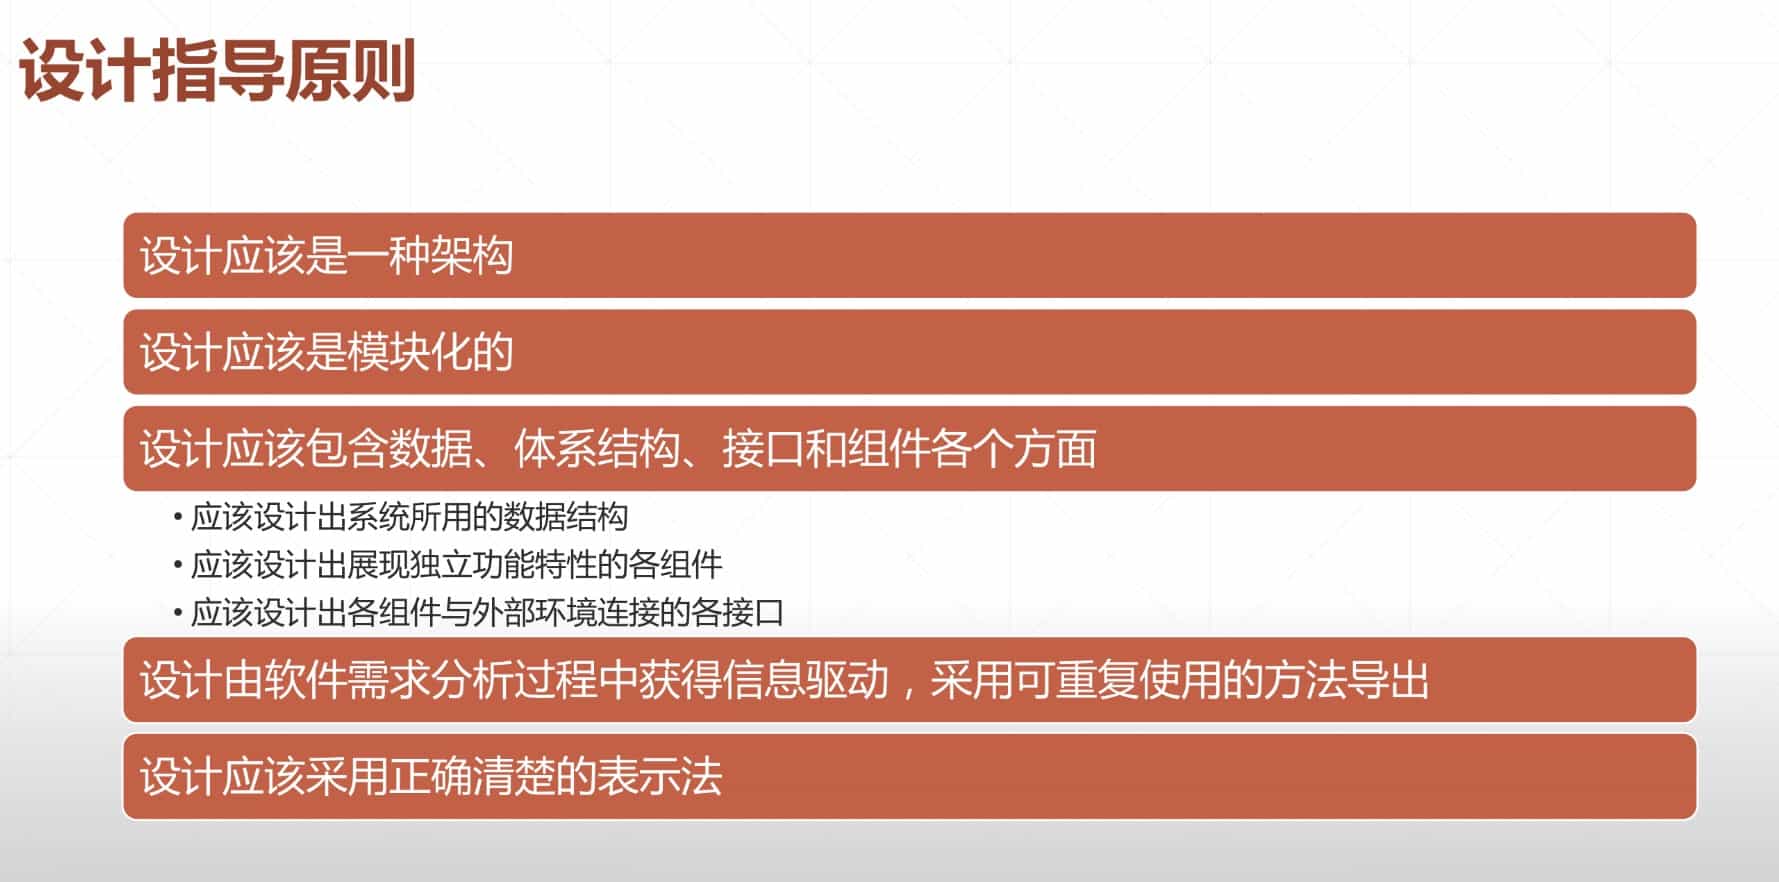 设计指导原则
设计应该是一种架构
设计应该是模块化的
设计应该包含数据、体系结构、接口和组件各个方面
• 应该设计出系统所用的数据结构
• 应该设计出展现独立功能特性的各组件
• 应该设计出各组件与外部环境连接的各接口
设计由软件需求分析过程中获得信息驱动，采用可重复使用的方法导出
设计应该采用正确清楚的表示法